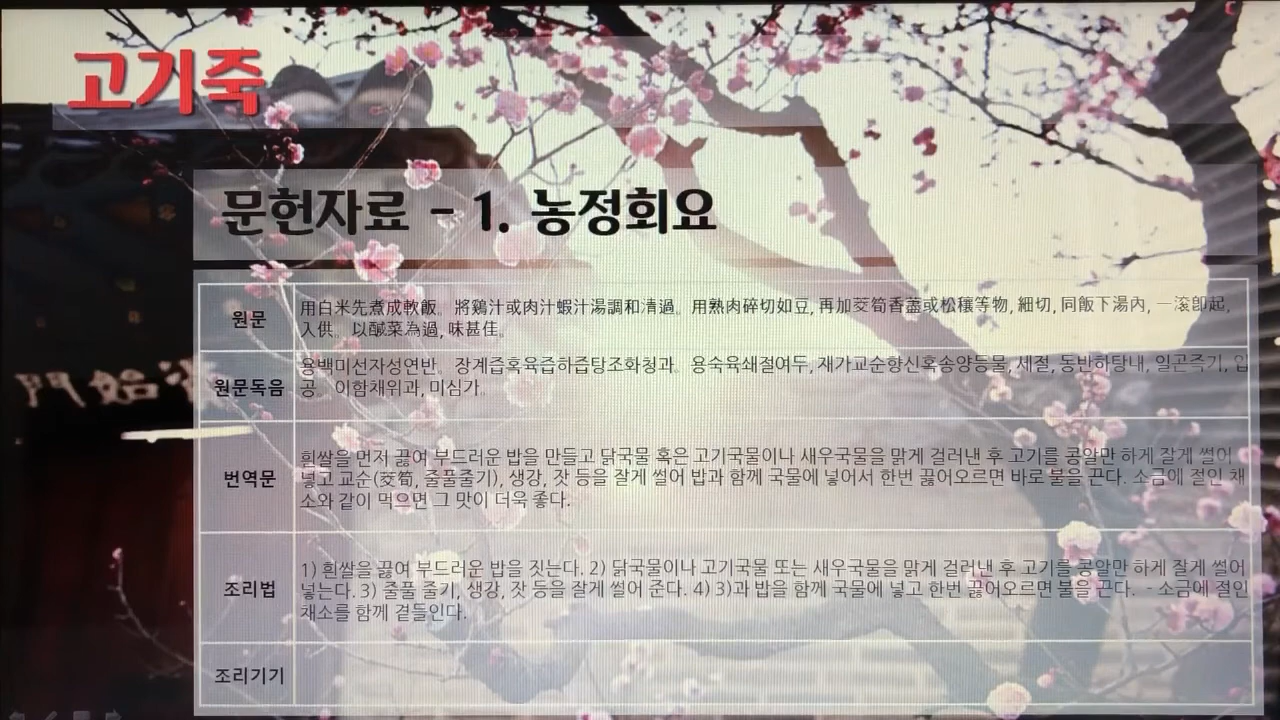 고기죽
문헌자료 - 1. 농정회요
원문
用白米先煮成軟飯。將鷄汁或肉汁蝦汁湯調和清過。用熟肉碎切如豆, 再加茭筍香蓋或松穰等物, 細切, 同飯下湯內, 一滾卽起,
入供。以醎菜為過, 味甚佳。
원문독음
용백미선자성연반。장계즙혹육즙하즙탕조화청과。용숙육쇄절여두, 재가교순향신혹송양등물, 세절, 동반하탕내, 일곤즉기, 입
공。이함채위과, 미심가。
번역문
흰쌀을 먼저 끓여 부드러운 밥을 만들고 닭국물 혹은 고기국물이나 새우국물을 맑게 걸러낸 후 고기를 콩알만 하게 잘게 썰어
넣고 교순(茭筍, 줄풀줄기), 생강, 잣 등을 잘게 썰어 밥과 함께 국물에 넣어서 한번 끓어오르면 바로 불을 끈다. 소금에 절인 채
소와 같이 먹으면 그 맛이 더욱 좋다.
조리법
1) 흰쌀을 끓여 부드러운 밥을 짓는다. 2) 닭국물이나 고기국물 또는 새우국물을 맑게 걸러낸 후 고기를 콩알만 하게 잘게 썰어
넣는다. 3) 줄풀 줄기, 생강, 잣 등을 잘게 썰어 준다. 4) 3)과 밥을 함께 국물에 넣고 한번 끓어오르면 불을 끈다. - 소금에 절인
채소를 함께 곁들인다.
조리기기
門始